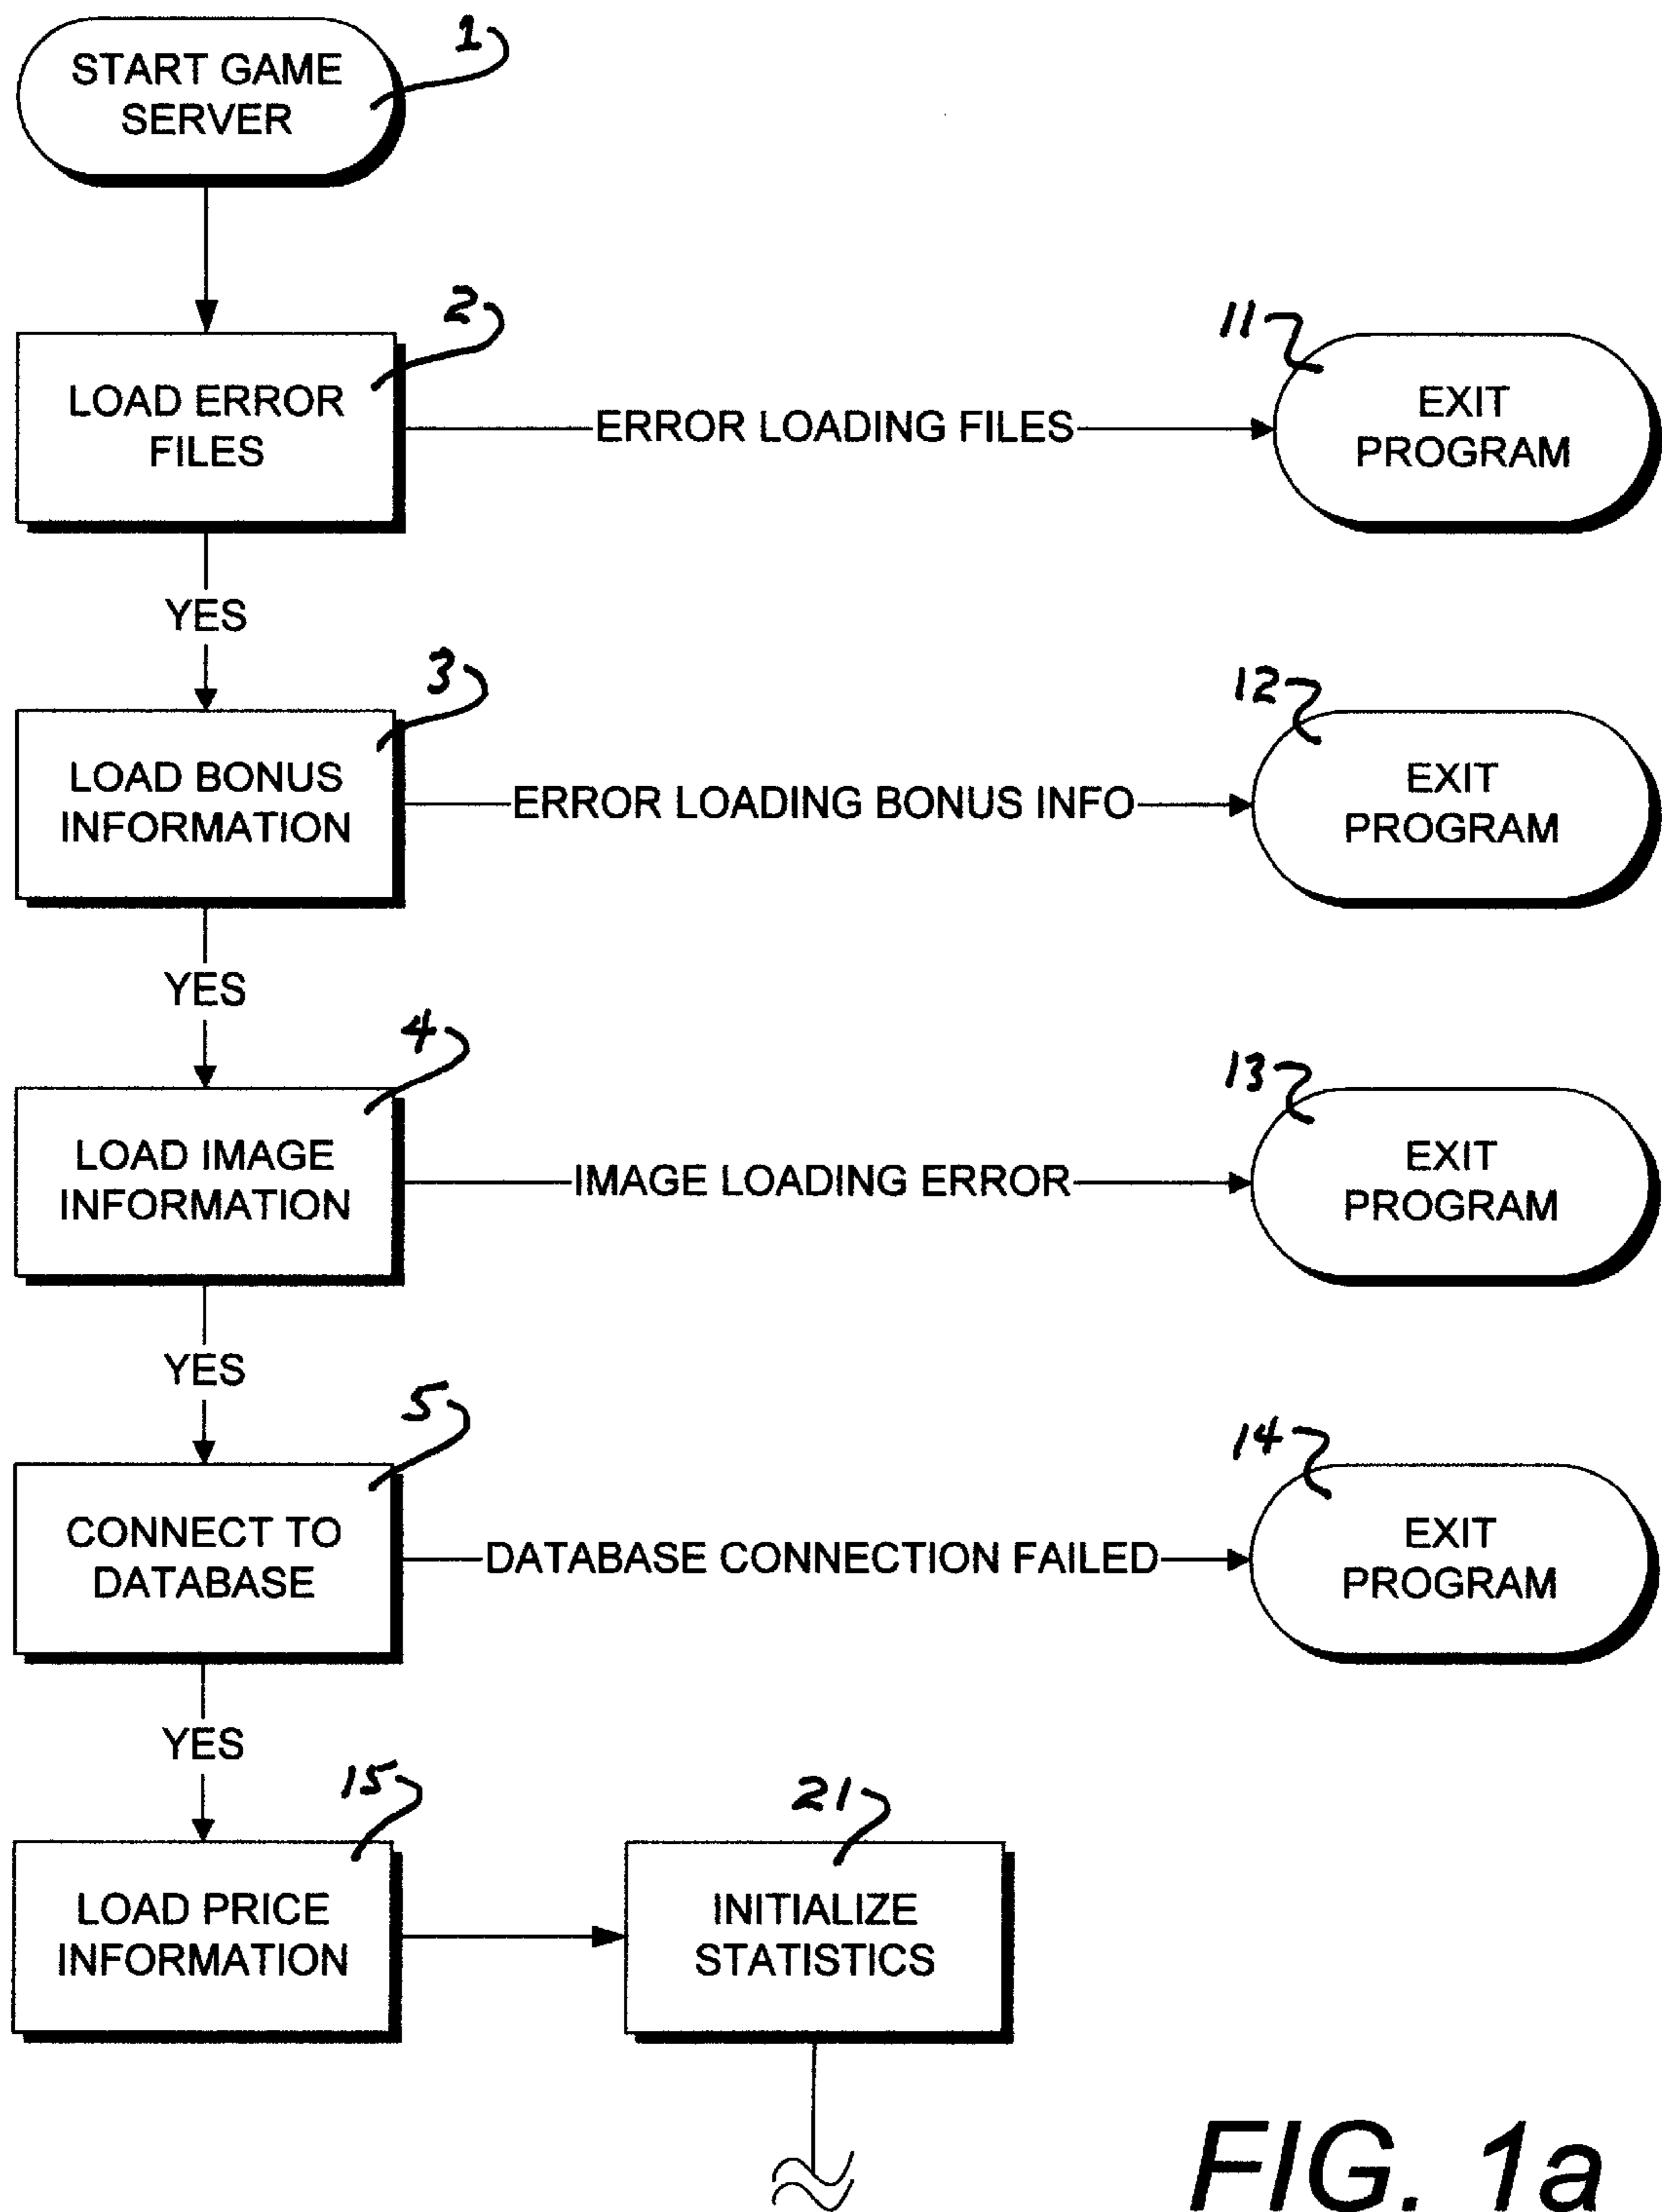 1
START GAME
SERVER
2
LOAD ERROR
FILES
ERROR LOADING FILES
11
EXIT
PROGRAM
YES
3
LOAD BONUS
INFORMATION
ERROR LOADING BONUS INFO
12
EXIT
PROGRAM
YES
4
LOAD IMAGE
INFORMATION
IMAGE LOADING ERROR
13
EXIT
PROGRAM
YES
5
CONNECT TO
DATABASE
DATABASE CONNECTION FAILED
14
EXIT
PROGRAM
YES
15
LOAD PRICE
INFORMATION
21
INITIALIZE
STATISTICS
FIG. 1a